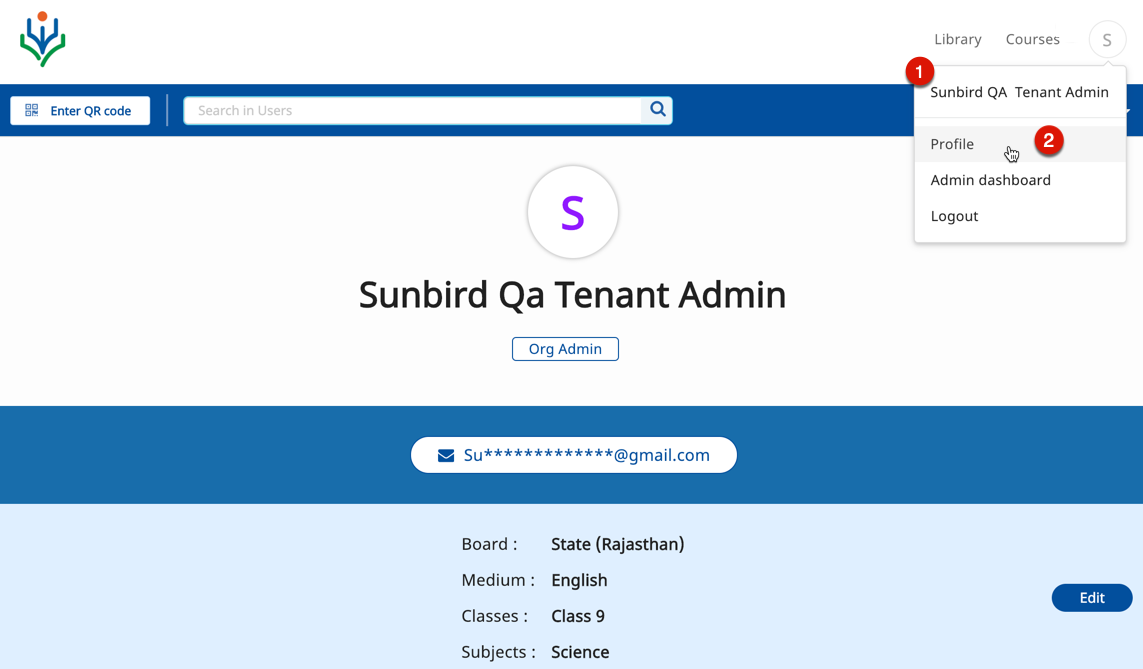 Library Courses S
1
Sunbird QA Tenant Admin
Enter QR code Search in Users
Profile 2
Admin dashboard
Logout
S
Sunbird Qa Tenant Admin
Org Admin
Su*************@gmail.com
Board : State (Rajasthan)
Medium : English
Edit
Classes : Class 9
Subjects : Science